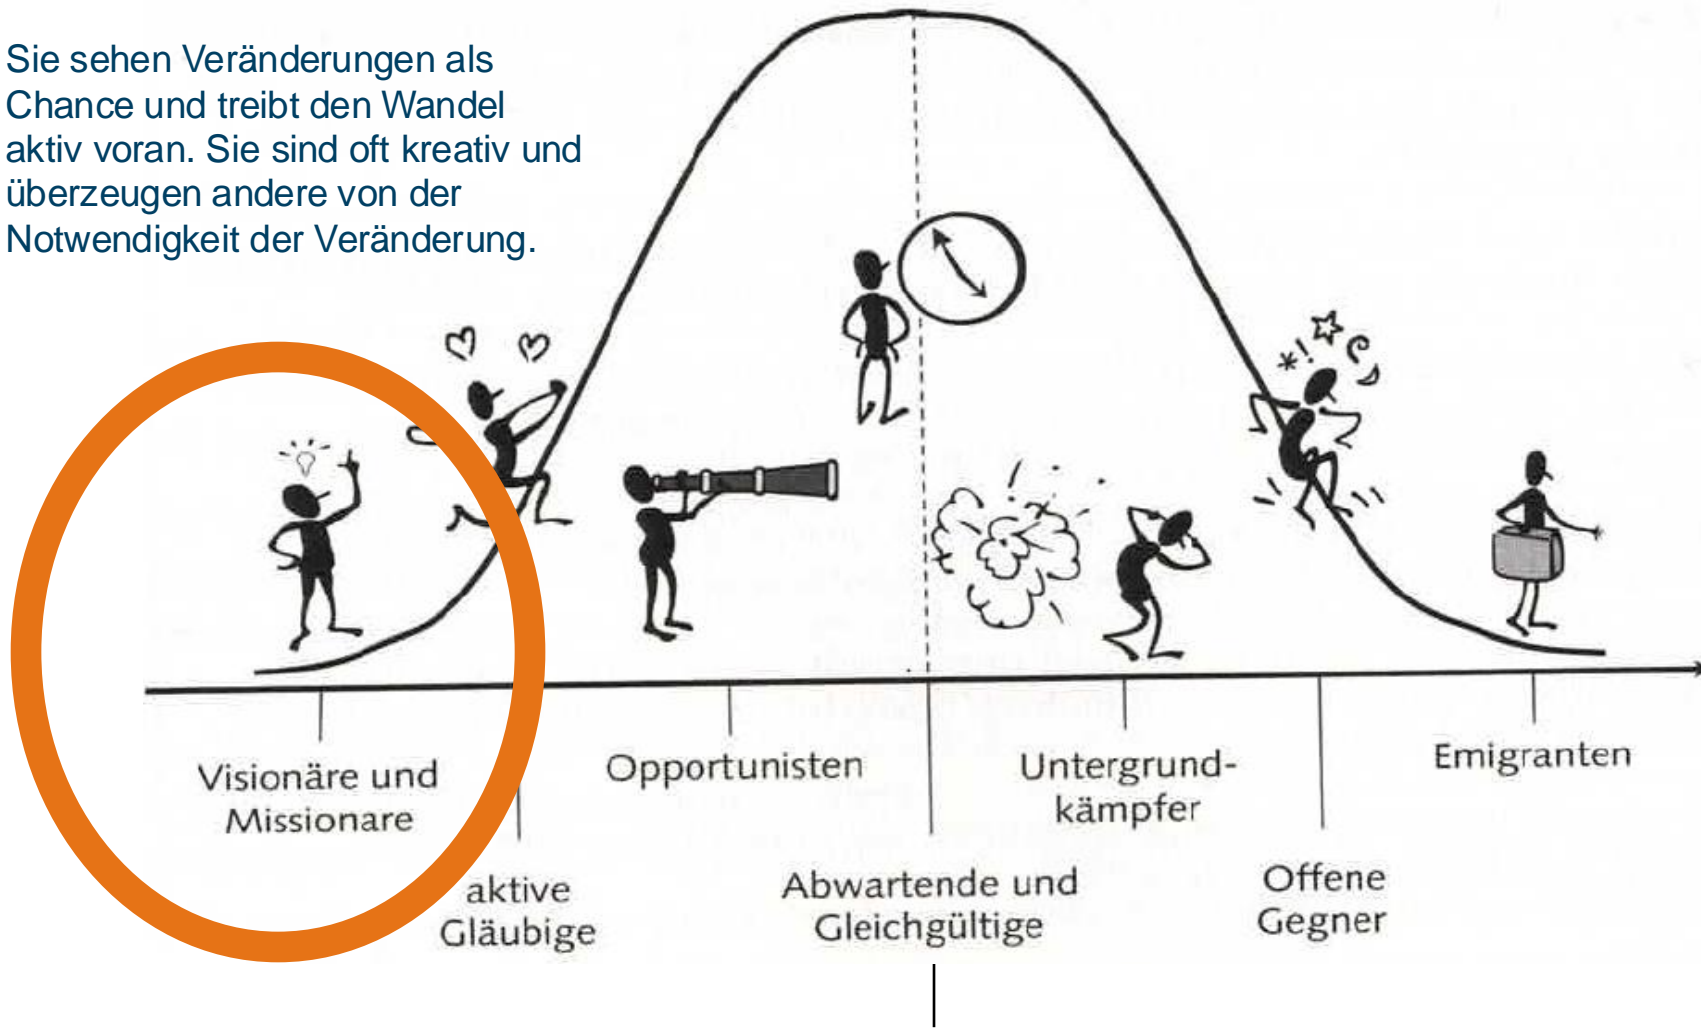 Sie sehen Veränderungen als
Chance und treibt den Wandel
aktiv voran. Sie sind oft kreativ und
überzeugen andere von der
Notwendigkeit der Veränderung.
Visionäre und
Missionare
aktive
Gläubige
Opportunisten
Abwartende und
Gleichgültige
Untergrund-
kämpfer
Offene
Gegner
Emigranten